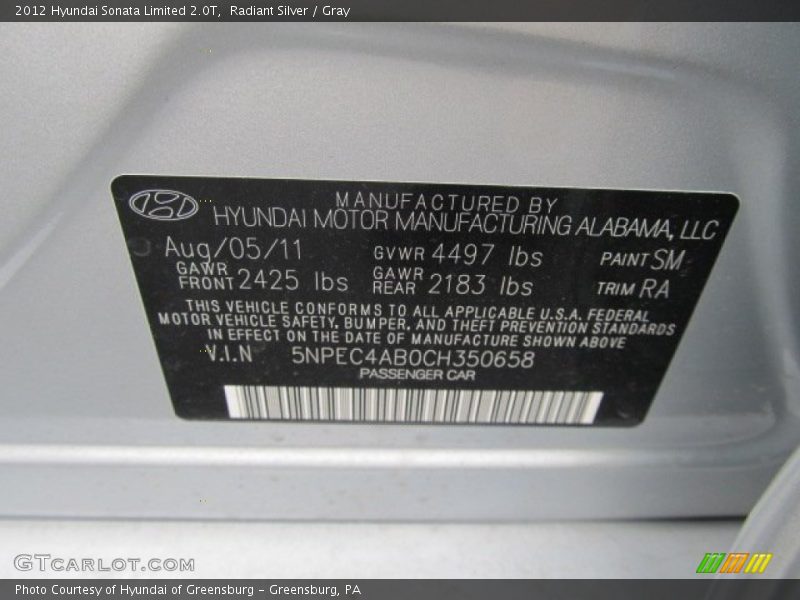 2012 Hyundai Sonata Limited 2.0T,  Radiant Silver / Gray
MANUFACTURED BY
HYUNDAI MOTOR MANUFACTURING ALABAMA, LLC
Aug/05/11 GVWR 4497 lbs PAINT SM
GAWR FRONT 2425 lbs GAWR REAR 2183 lbs TRIM RA
THIS VEHICLE CONFORMS TO ALL APPLICABLE U.S.A. FEDERAL
MOTOR VEHICLE SAFETY, BUMPER, AND THEFT PREVENTION STANDARDS
IN EFFECT ON THE DATE OF MANUFACTURE SHOWN ABOVE
V.I.N 5NPEC4AB0CH350658
PASSENGER CAR
GTCARLOT.COM
Photo Courtesy of Hyundai of Greensburg – Greensburg, PA